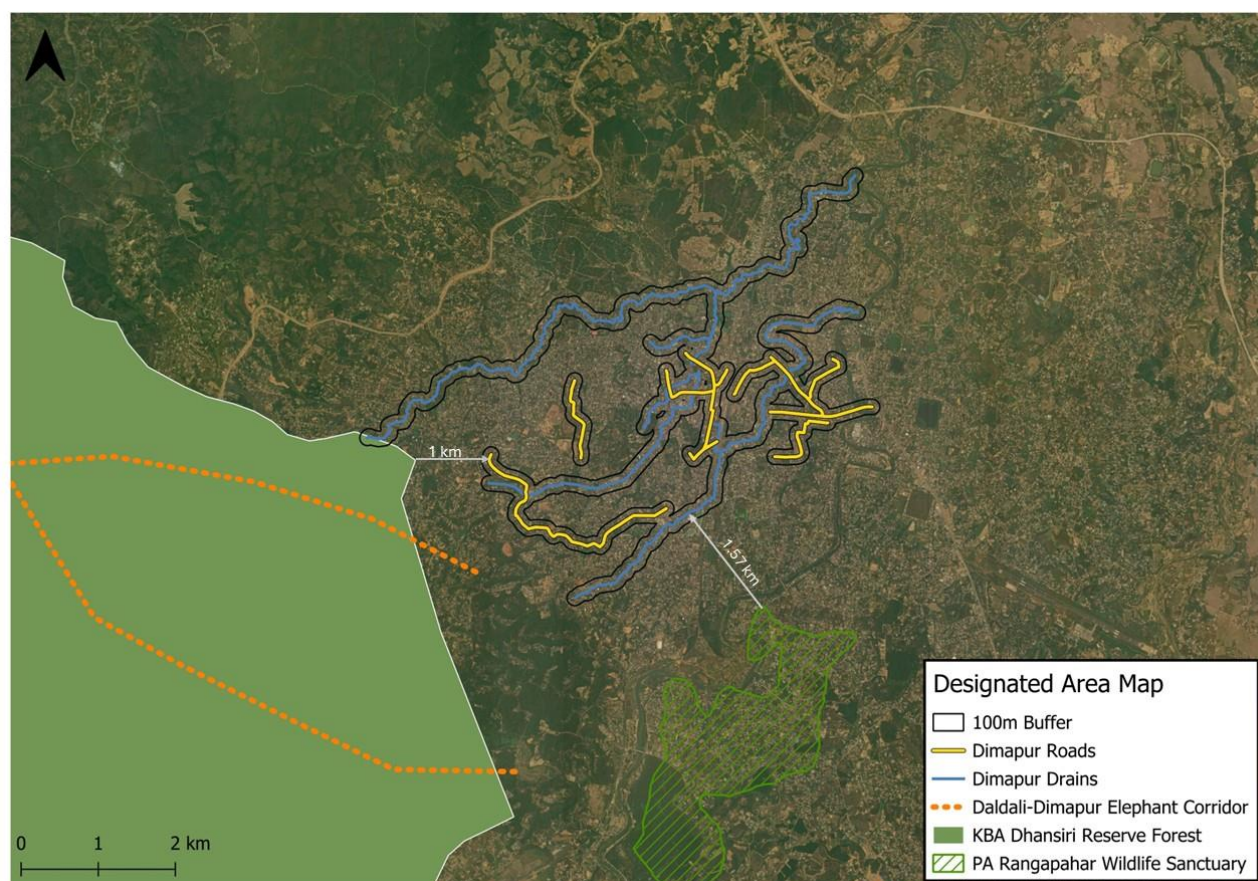 1 km
1.57 km
Designated Area Map
100m Buffer
Dimapur Roads
Dimapur Drains
Daldali-Dimapur Elephant Corridor
KBA Dhansiri Reserve Forest
PA Rangapahar Wildlife Sanctuary
0 1 2 km